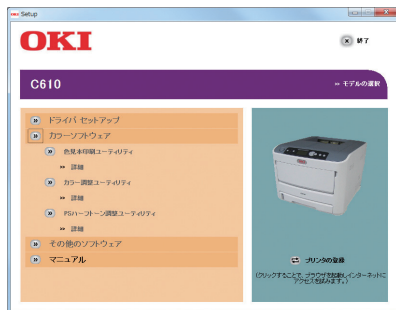 Setup
OKI
終了
C610
モデルの選択
ドライバ セットアップ
カラーソフトウェア
色見本印刷ユーティリティ
詳細
カラー調整ユーティリティ
詳細
PSハーフトーン調整ユーティリティ
詳細
その他のソフトウェア
マニュアル
プリンタの登録
(クリックすることで、ブラウザを起動しインターネットに
アクセスを試みます。)